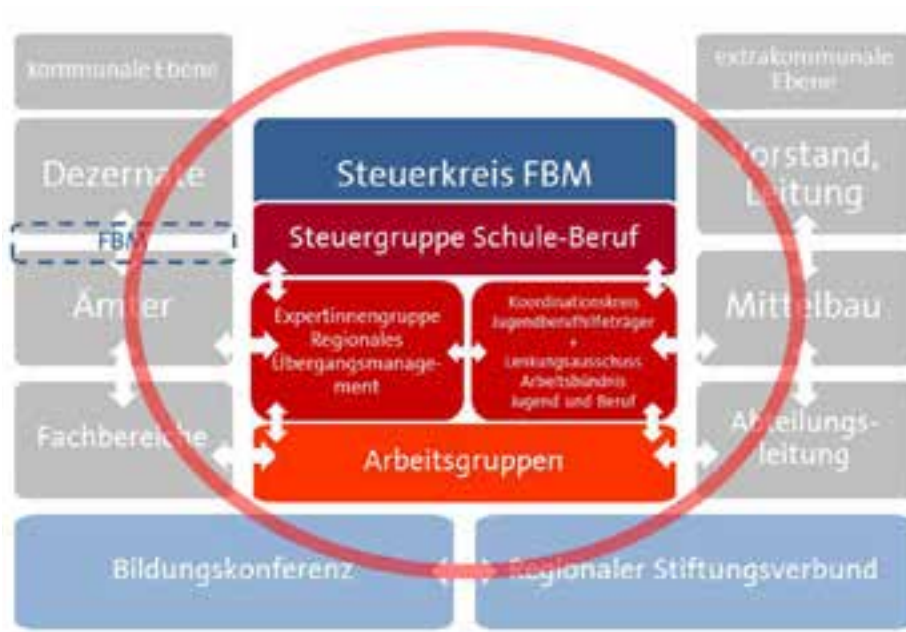 kommunale Ebene
Dezernate
FBM
Ämter
Fachbereiche
Steuerkreis FBM
Steuergruppe Schule-Beruf
Expertinnengruppe
Regionales
Übergangsmanage-
ment
Koordinationskreis
Jugendberufhilfeträger
+
Lenkungsausschuss
Arbeitsbündnis
Jugend und Beruf
Arbeitsgruppen
extrakommunale
Ebene
Vorstand,
Leitung
Mittelbau
Abteilungs-
leitung
Bildungskonferenz
Regionaler Stiftungsverbund